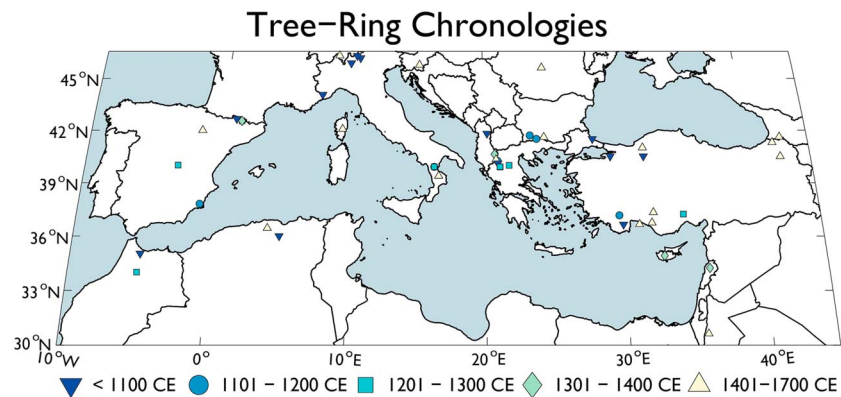 Tree-Ring Chronologies
45°N
42°N
39°N
36°N
33°N
30°N
10°W 0° 10°E 20°E 30°E 40°E
< 1100 CE 1101 - 1200 CE 1201 - 1300 CE 1301 - 1400 CE 1401-1700 CE